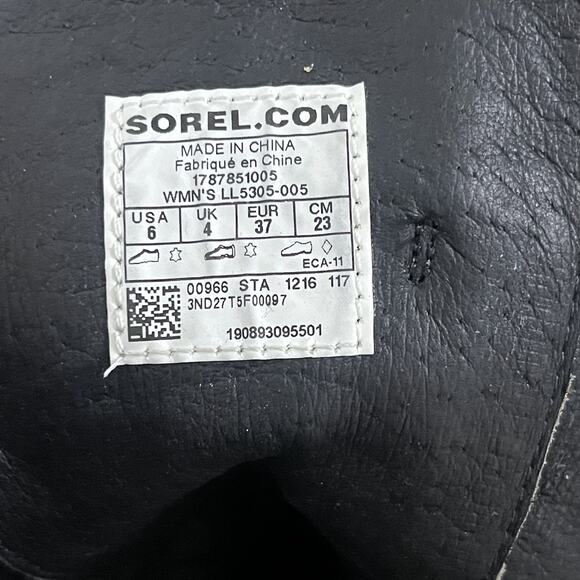 SOREL.COM
MADE IN CHINA
Fabriqué en Chine
1787851005
WMN'S LL5305-005
USA UK EUR CM
6 4 37 23
ECA-11
00966 STA 1216 117
3ND27T5F00097
190893095501